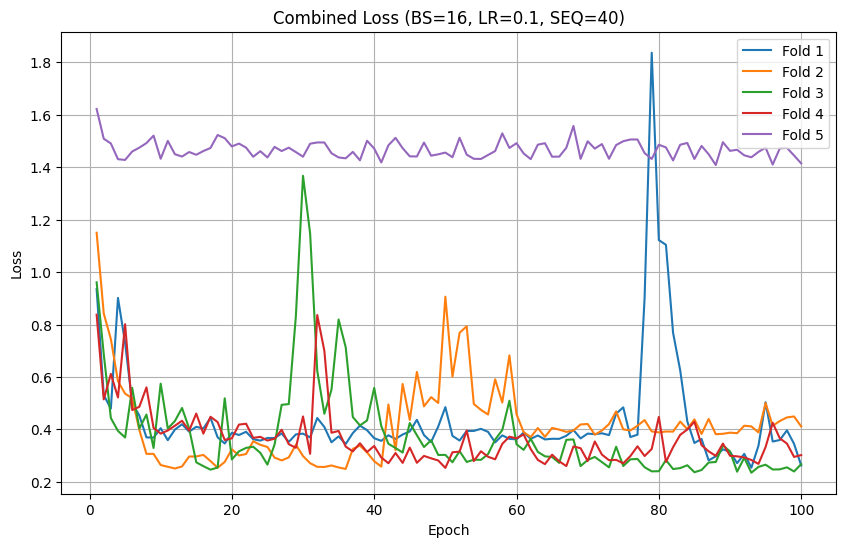 Combined Loss (BS=16, LR=0.1, SEQ=40)
Fold 1
Fold 2
Fold 3
Fold 4
Fold 5
Loss
1.8
1.6
1.4
1.2
1.0
0.8
0.6
0.4
0.2
0
20
40
60
80
100
Epoch